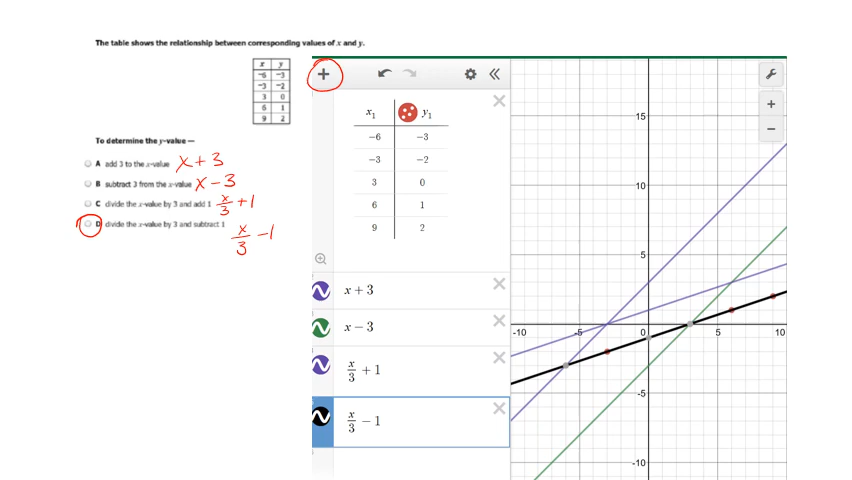 The table shows the relationship between corresponding values of x and y.
x y
−6 −3
−3 −2
3 0
6 1
9 2
To determine the y-value —
A add 3 to the x-value x + 3
B subtract 3 from the x-value x − 3
C divide the x-value by 3 and add 1 x/3 + 1
D divide the x-value by 3 and subtract 1 x/3 − 1
x₁ y₁
−6 −3
−3 −2
3 0
6 1
9 2
x + 3
x − 3
x/3 + 1
x/3 − 1
10
5
-10 -5 0 5 10
-5
-10